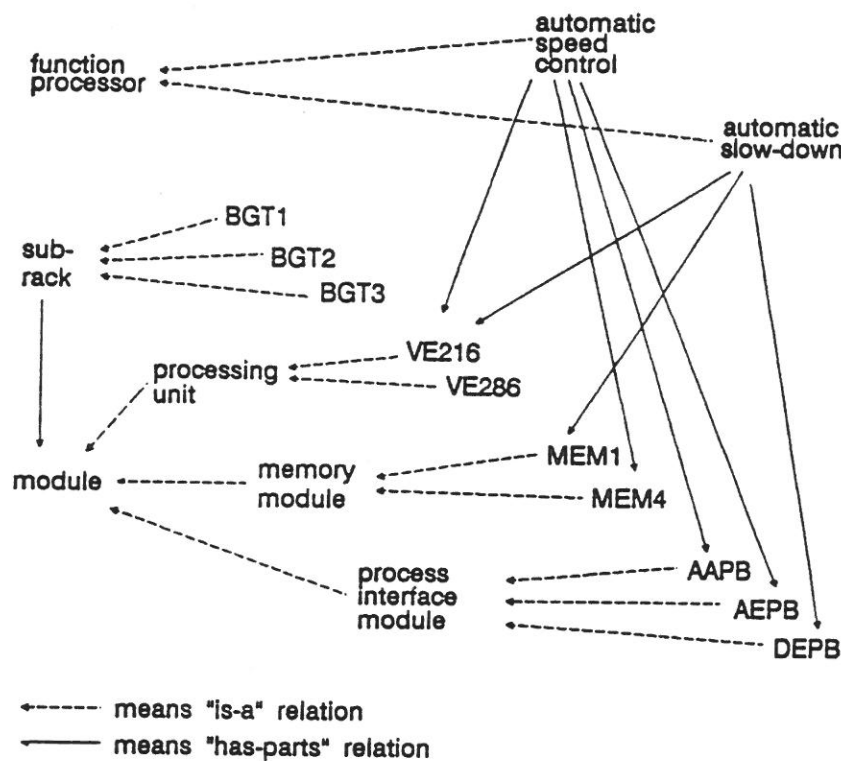 automatic
speed
control
function
processor
automatic
slow-down
BGT1
sub-
rack
BGT2
BGT3
VE216
processing
unit
VE286
MEM1
module
memory
module
MEM4
AAPB
process
interface
module
AEPB
DEPB
means "is-a" relation
means "has-parts" relation